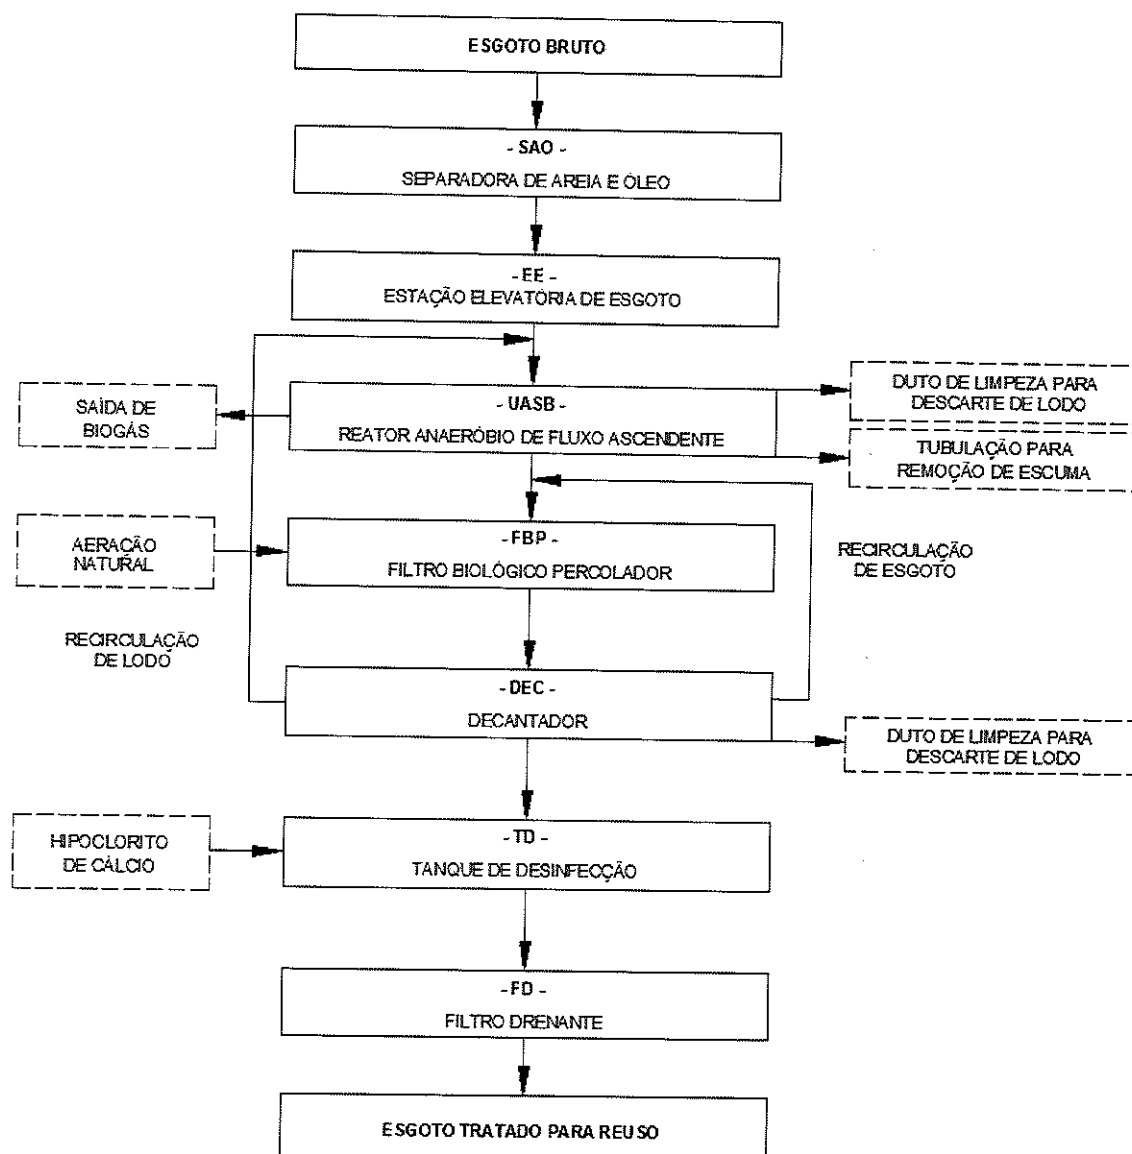 ESGOTO BRUTO
- SAO -
SEPARADORA DE AREIA E ÓLEO
- EE -
ESTAÇÃO ELEVATÓRIA DE ESGOTO
SAÍDA DE
BIOGÁS
- UASB -
REATOR ANAERÓBIO DE FLUXO ASCENDENTE
DUTO DE LIMPEZA PARA
DESCARTE DE LODO
TUBULAÇÃO PARA
REMOÇÃO DE ESCUMA
AERAÇÃO
NATURAL
- FBP -
FILTRO BIOLÓGICO PERCOLADOR
RECIRCULAÇÃO
DE ESGOTO
RECIRCULAÇÃO
DE LODO
- DEC -
DECANTADOR
DUTO DE LIMPEZA PARA
DESCARTE DE LODO
HIPOCLORITO
DE CÁLCIO
- TD -
TANQUE DE DESINFECÇÃO
- FD -
FILTRO DRENANTE
ESGOTO TRATADO PARA REUSO